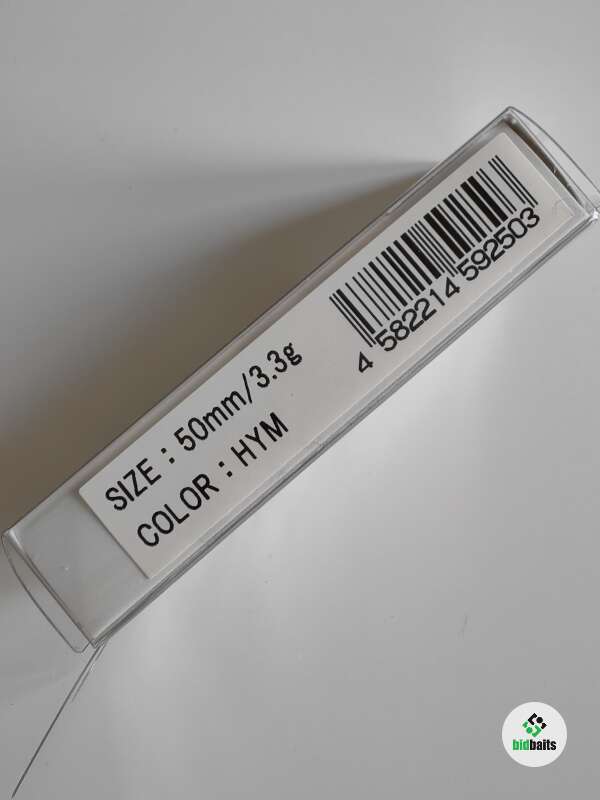 4 582214 592503
SIZE : 50mm/3.3g
COLOR : HYM
bidbaits